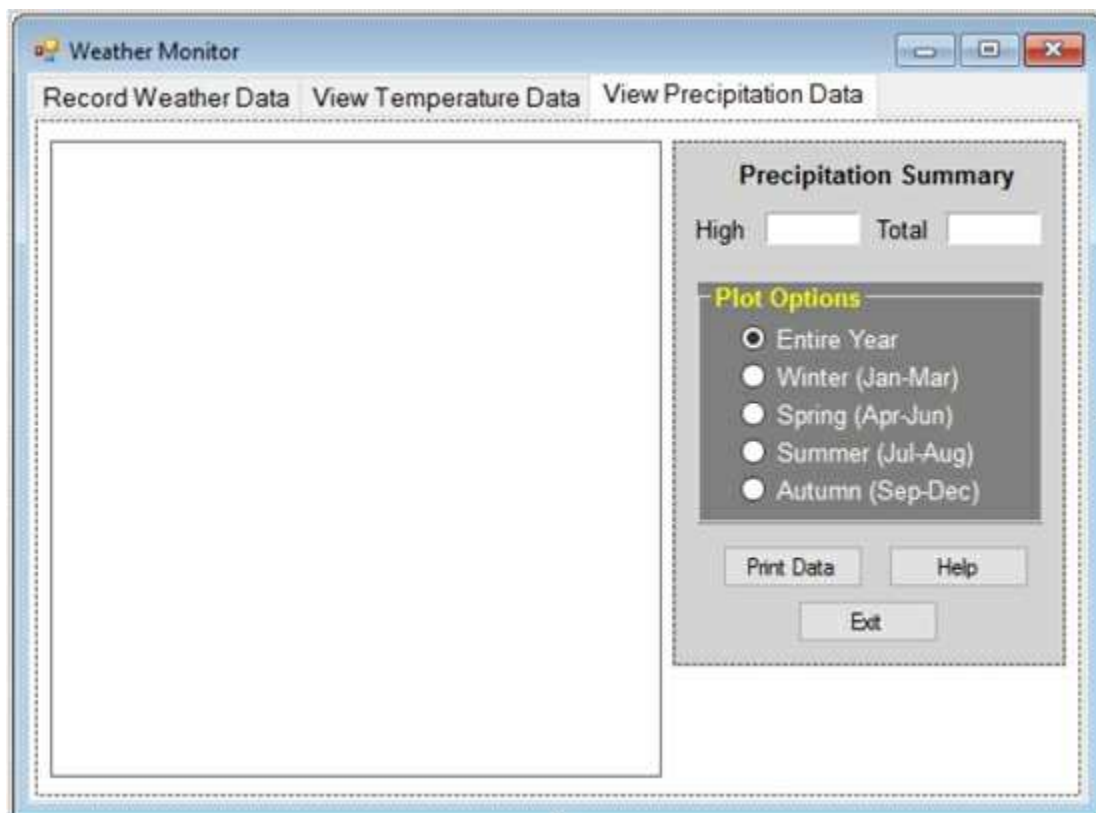 Weather Monitor
Record Weather Data View Temperature Data View Precipitation Data
Precipitation Summary
High Total
Plot Options
Entire Year
Winter (Jan-Mar)
Spring (Apr-Jun)
Summer (Jul-Aug)
Autumn (Sep-Dec)
Print Data Help
Exit